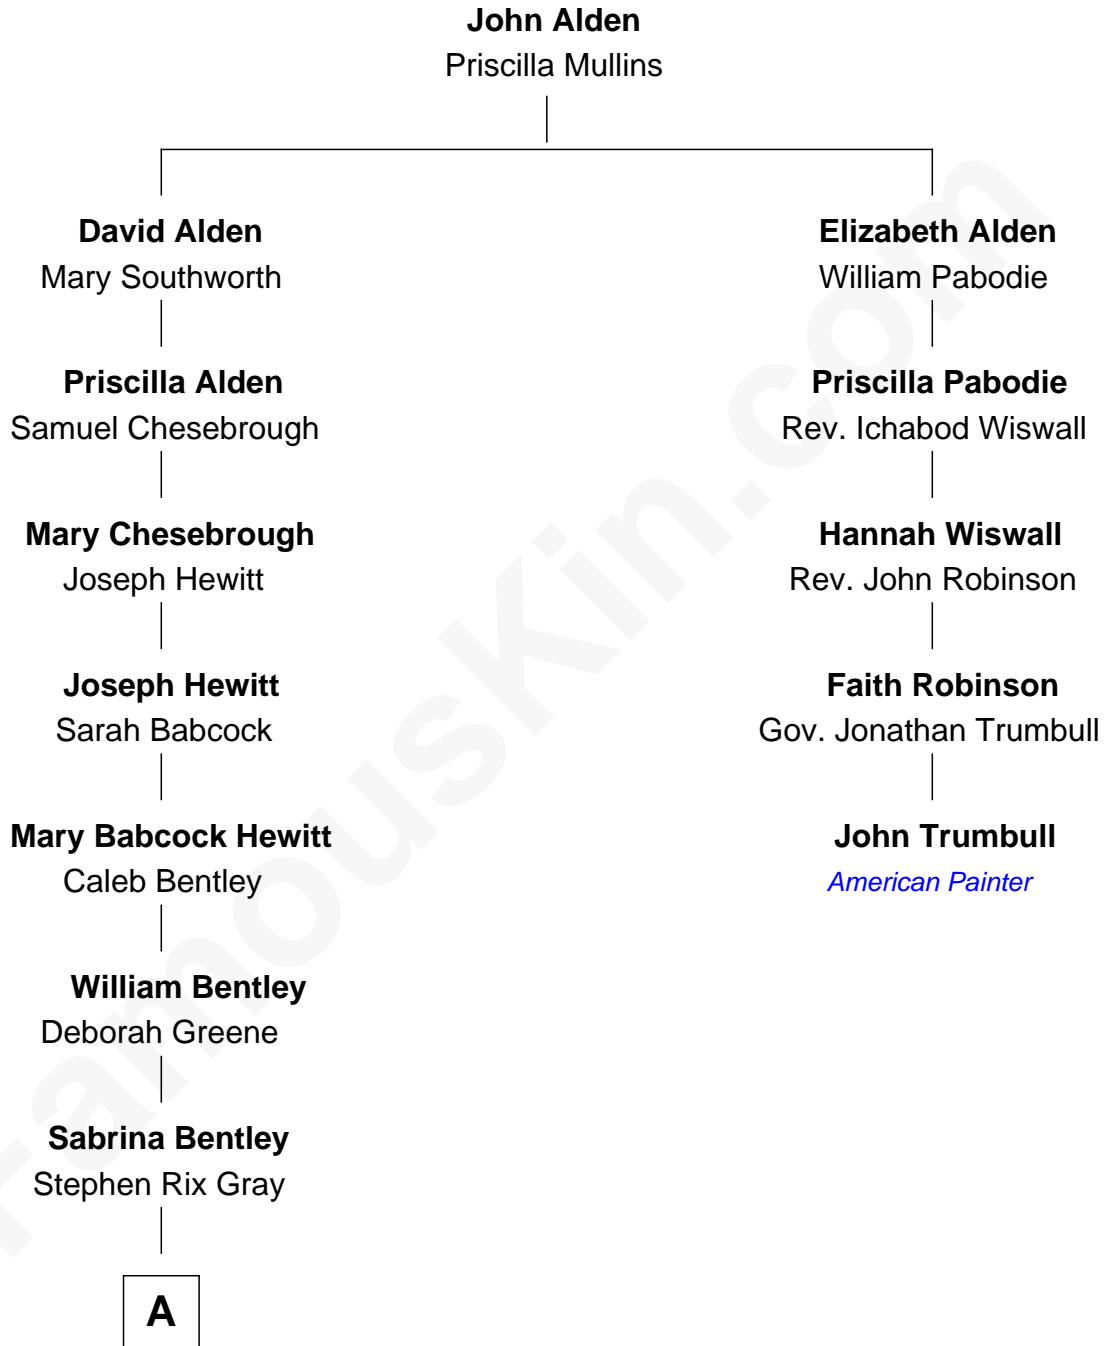 John Alden
Priscilla Mullins
David Alden
Mary Southworth
Elizabeth Alden
William Pabodie
Priscilla Alden
Samuel Chesebrough
Priscilla Pabodie
Rev. Ichabod Wiswall
Mary Chesebrough
Joseph Hewitt
Hannah Wiswall
Rev. John Robinson
Joseph Hewitt
Sarah Babcock
Faith Robinson
Gov. Jonathan Trumbull
Mary Babcock Hewitt
Caleb Bentley
John Trumbull
American Painter
William Bentley
Deborah Greene
Sabrina Bentley
Stephen Rix Gray
A
FamousKin.com